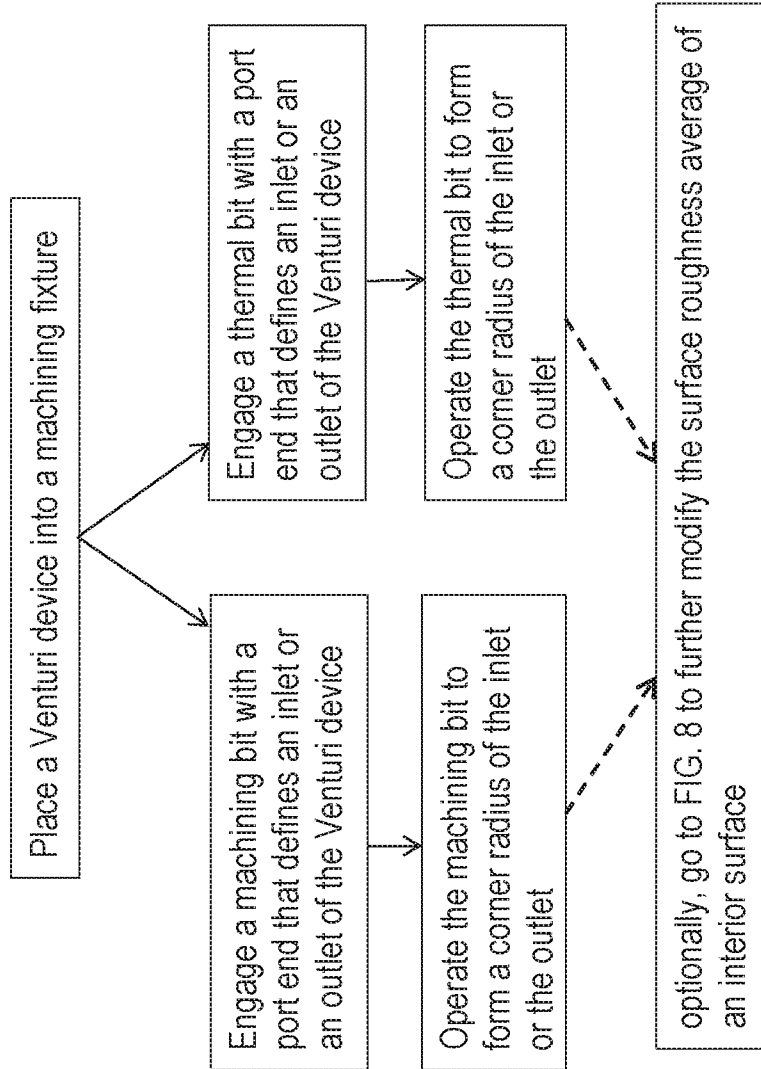 Place a Venturi device into a machining fixture
Engage a machining bit with a
port end that defines an inlet or
an outlet of the Venturi device
Operate the machining bit to
form a corner radius of the inlet
or the outlet
Engage a thermal bit with a port
end that defines an inlet or an
outlet of the Venturi device
Operate the thermal bit to form
a corner radius of the inlet or
the outlet
optionally, go to FIG. 8 to further modify the surface roughness average of
an interior surface